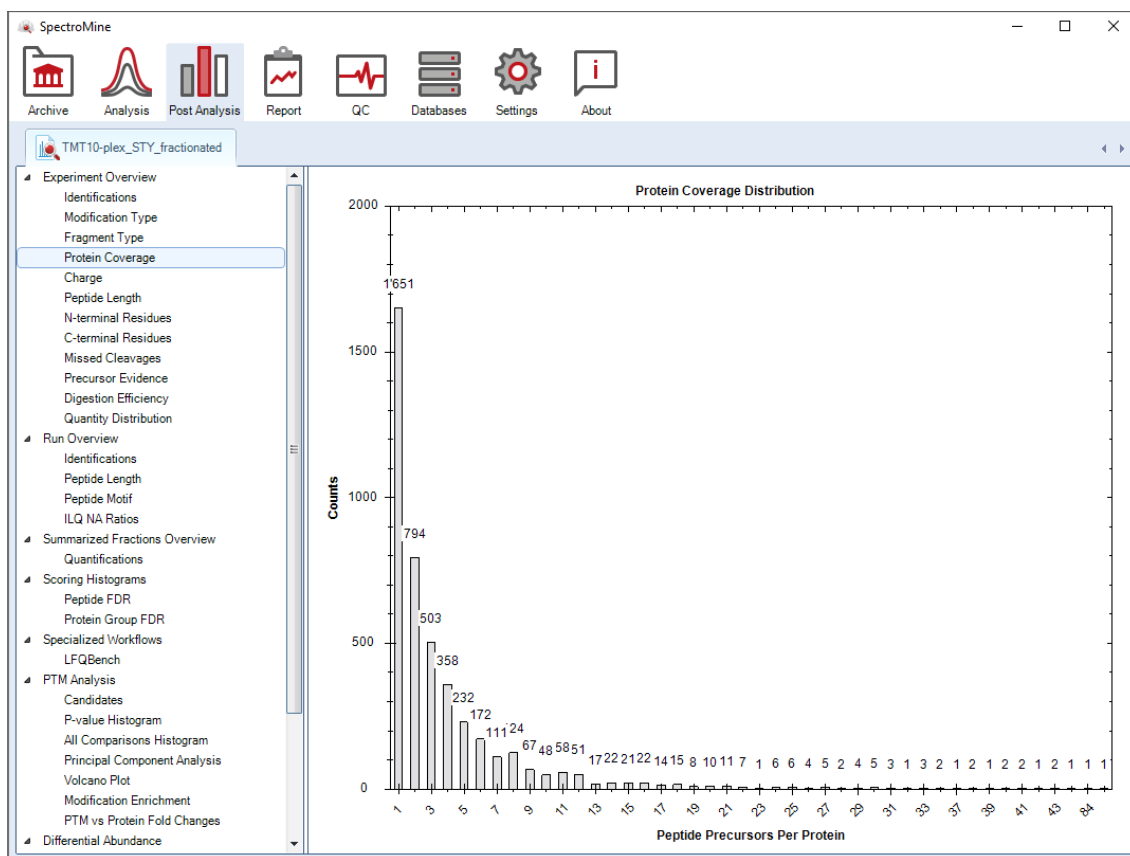 SpectroMine
Archive Analysis Post Analysis Report QC Databases Settings About
TMT10-plex_STY_fractionated
Experiment Overview
Identifications
Modification Type
Fragment Type
Protein Coverage
Charge
Peptide Length
N-terminal Residues
C-terminal Residues
Missed Cleavages
Precursor Evidence
Digestion Efficiency
Quantity Distribution
Run Overview
Identifications
Peptide Length
Peptide Motif
ILQ NA Ratios
Summarized Fractions Overview
Quantifications
Scoring Histograms
Peptide FDR
Protein Group FDR
Specialized Workflows
LFQBench
PTM Analysis
Candidates
P-value Histogram
All Comparisons Histogram
Principal Component Analysis
Volcano Plot
Modification Enrichment
PTM vs Protein Fold Changes
Differential Abundance
Protein Coverage Distribution
2000
1'651
1500
1000
794
503
500
358
232
172
111 24
67 48 58 51
17 22 21 22 14 15 8 10 11 7 1 6 6 4 5 2 4 5 3 1 3 2 1 2 1 2 2 1 2 1 1 1
0
Counts
1 3 5 7 9 11 13 15 17 19 21 23 25 27 29 31 33 37 39 41 43 84
Peptide Precursors Per Protein